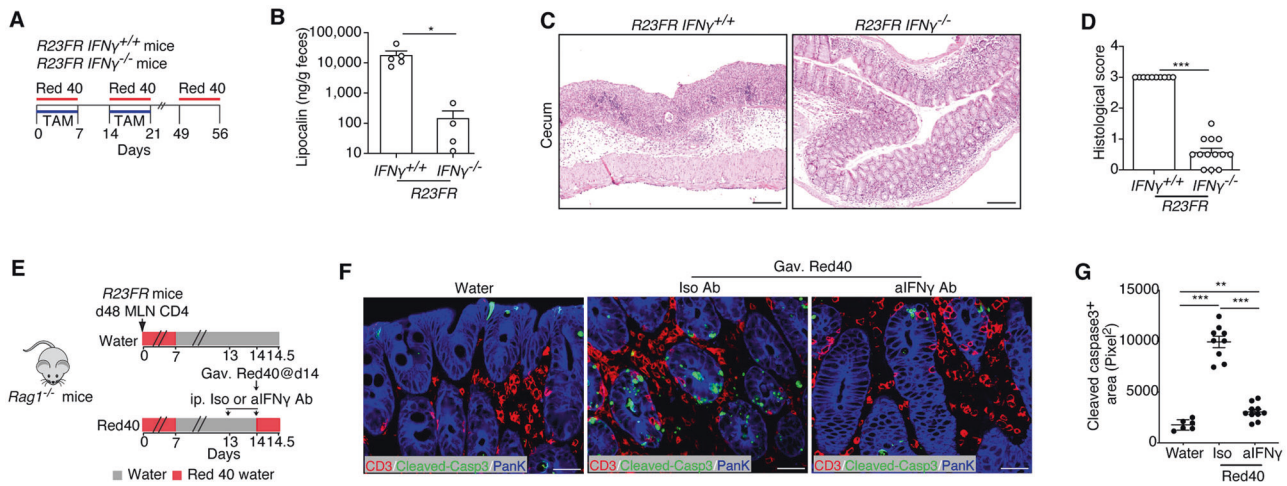 A
R23FR IFNγ+/+ mice
R23FR IFNγ-/- mice
Red 40 Red 40 Red 40
TAM TAM
0 7 14 21 49 56
Days
B
Lipocalin (ng/g feces)
100,000
10,000
1,000
100
10
*
IFNγ+/+ IFNγ-/-
R23FR
C
R23FR IFNγ+/+ R23FR IFNγ-/-
Cecum
D
Histological score
4
3
2
1
0
***
IFNγ+/+ IFNγ-/-
R23FR
E
R23FR mice
d48 MLN CD4
Water
0 7 13 14 14.5
Gav. Red40@d14
ip. Iso or aIFNγ Ab
Rag1-/- mice
Red40
0 7 13 14 14.5
Days
Water Red 40 water
F
Gav. Red40
Water Iso Ab aIFNγ Ab
CD3/Cleaved-Casp3/PanK CD3/Cleaved-Casp3/PanK CD3/Cleaved-Casp3/PanK
G
Cleaved caspase3+
area (Pixel2)
15000
10000
5000
0
**
*** ***
Water Iso aIFNγ
Red40